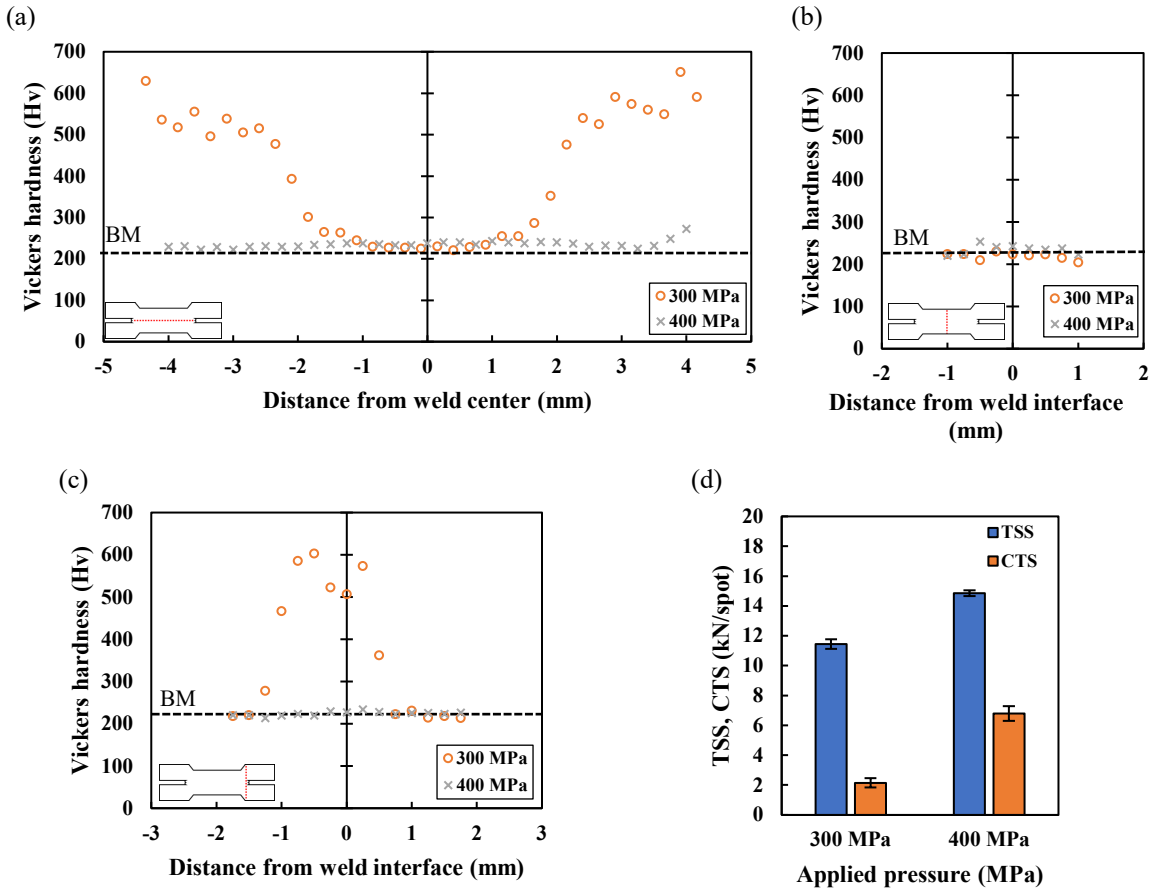 (a)
700
600
500
400
300
200
100
0
Vickers hardness (Hv)
BM
300 MPa
400 MPa
-5 -4 -3 -2 -1 0 1 2 3 4 5
Distance from weld center (mm)
(b)
700
600
500
400
300
200
100
0
Vickers hardness (Hv)
BM
300 MPa
400 MPa
-2 -1 0 1 2
Distance from weld interface
(mm)
(c)
700
600
500
400
300
200
100
0
Vickers hardness (Hv)
BM
300 MPa
400 MPa
-3 -2 -1 0 1 2 3
Distance from weld interface (mm)
(d)
20
18
16
14
12
10
8
6
4
2
0
TSS, CTS (kN/spot)
TSS
CTS
300 MPa 400 MPa
Applied pressure (MPa)